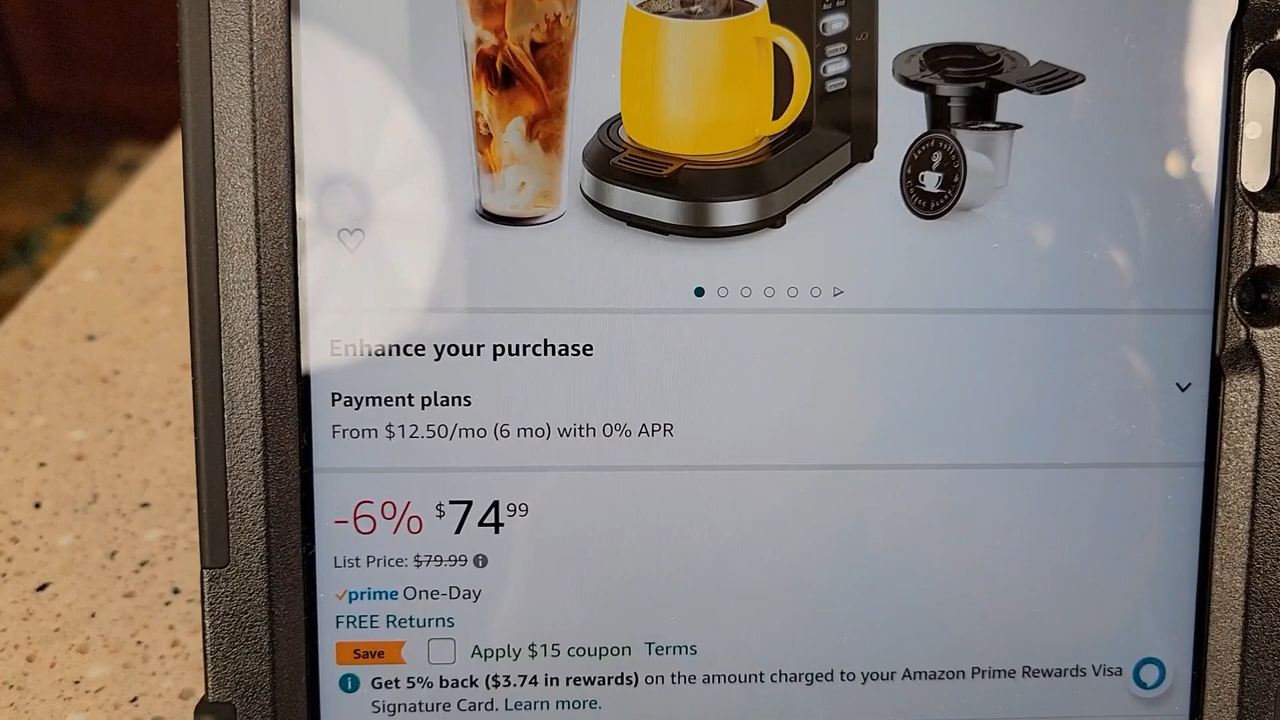 Enhance your purchase
Payment plans
From $12.50/mo (6 mo) with 0% APR
-6% $74 99
List Price: $79.99
prime One-Day
FREE Returns
Save Apply $15 coupon Terms
Get 5% back ($3.74 in rewards) on the amount charged to your Amazon Prime Rewards Visa
Signature Card. Learn more.